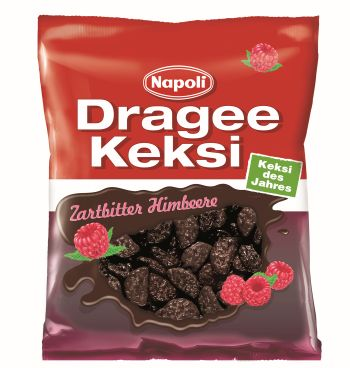 Napoli
Dragee
Keksi
Keksi
des
Jahres
Zartbitter Himbeere